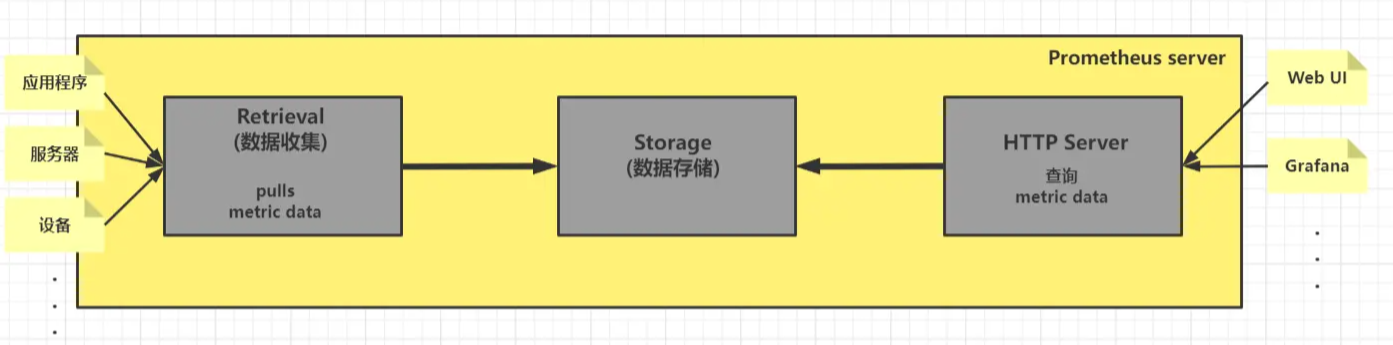 Prometheus server
应用程序
服务器
设备
Retrieval
(数据收集)
pulls
metric data
Storage
(数据存储)
HTTP Server
查询
metric data
Web UI
Grafana